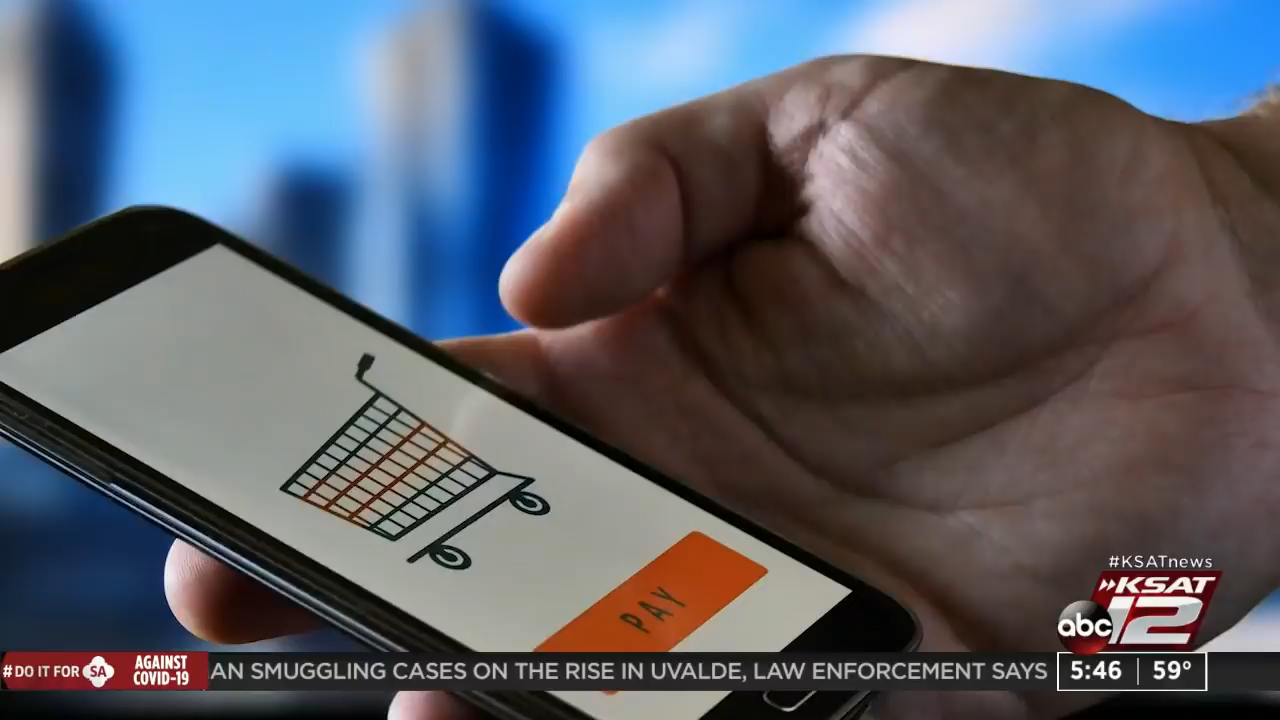 PAY
#KSATnews
»KSAT
abc 12
#DO IT FOR SA
AGAINST
COVID-19
AN SMUGGLING CASES ON THE RISE IN UVALDE, LAW ENFORCEMENT SAYS
5:46 59°